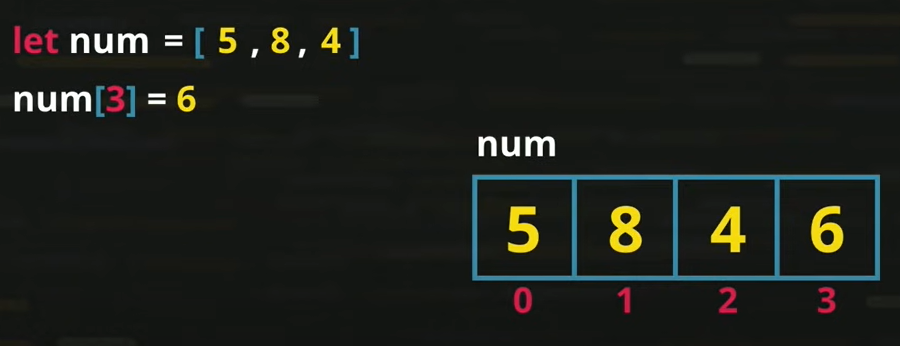 let num = [ 5 , 8 , 4 ]
num[3] = 6
num
5 8 4 6
0 1 2 3